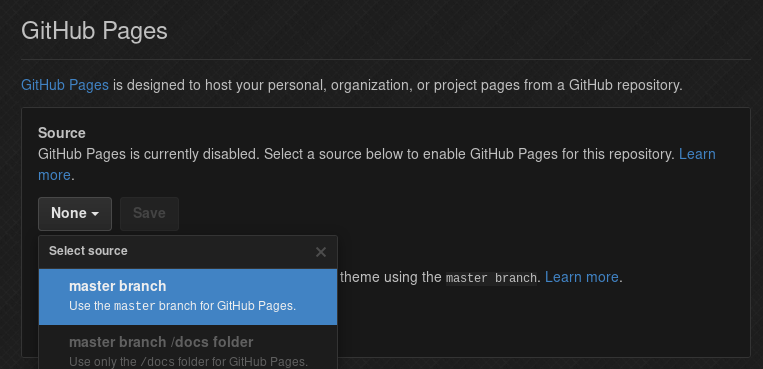 GitHub Pages
GitHub Pages is designed to host your personal, organization, or project pages from a GitHub repository.
Source
GitHub Pages is currently disabled. Select a source below to enable GitHub Pages for this repository. Learn
more.
None Save
Select source ×
theme using the master branch. Learn more.
master branch
Use the master branch for GitHub Pages.
master branch /docs folder
Use only the /docs folder for GitHub Pages.